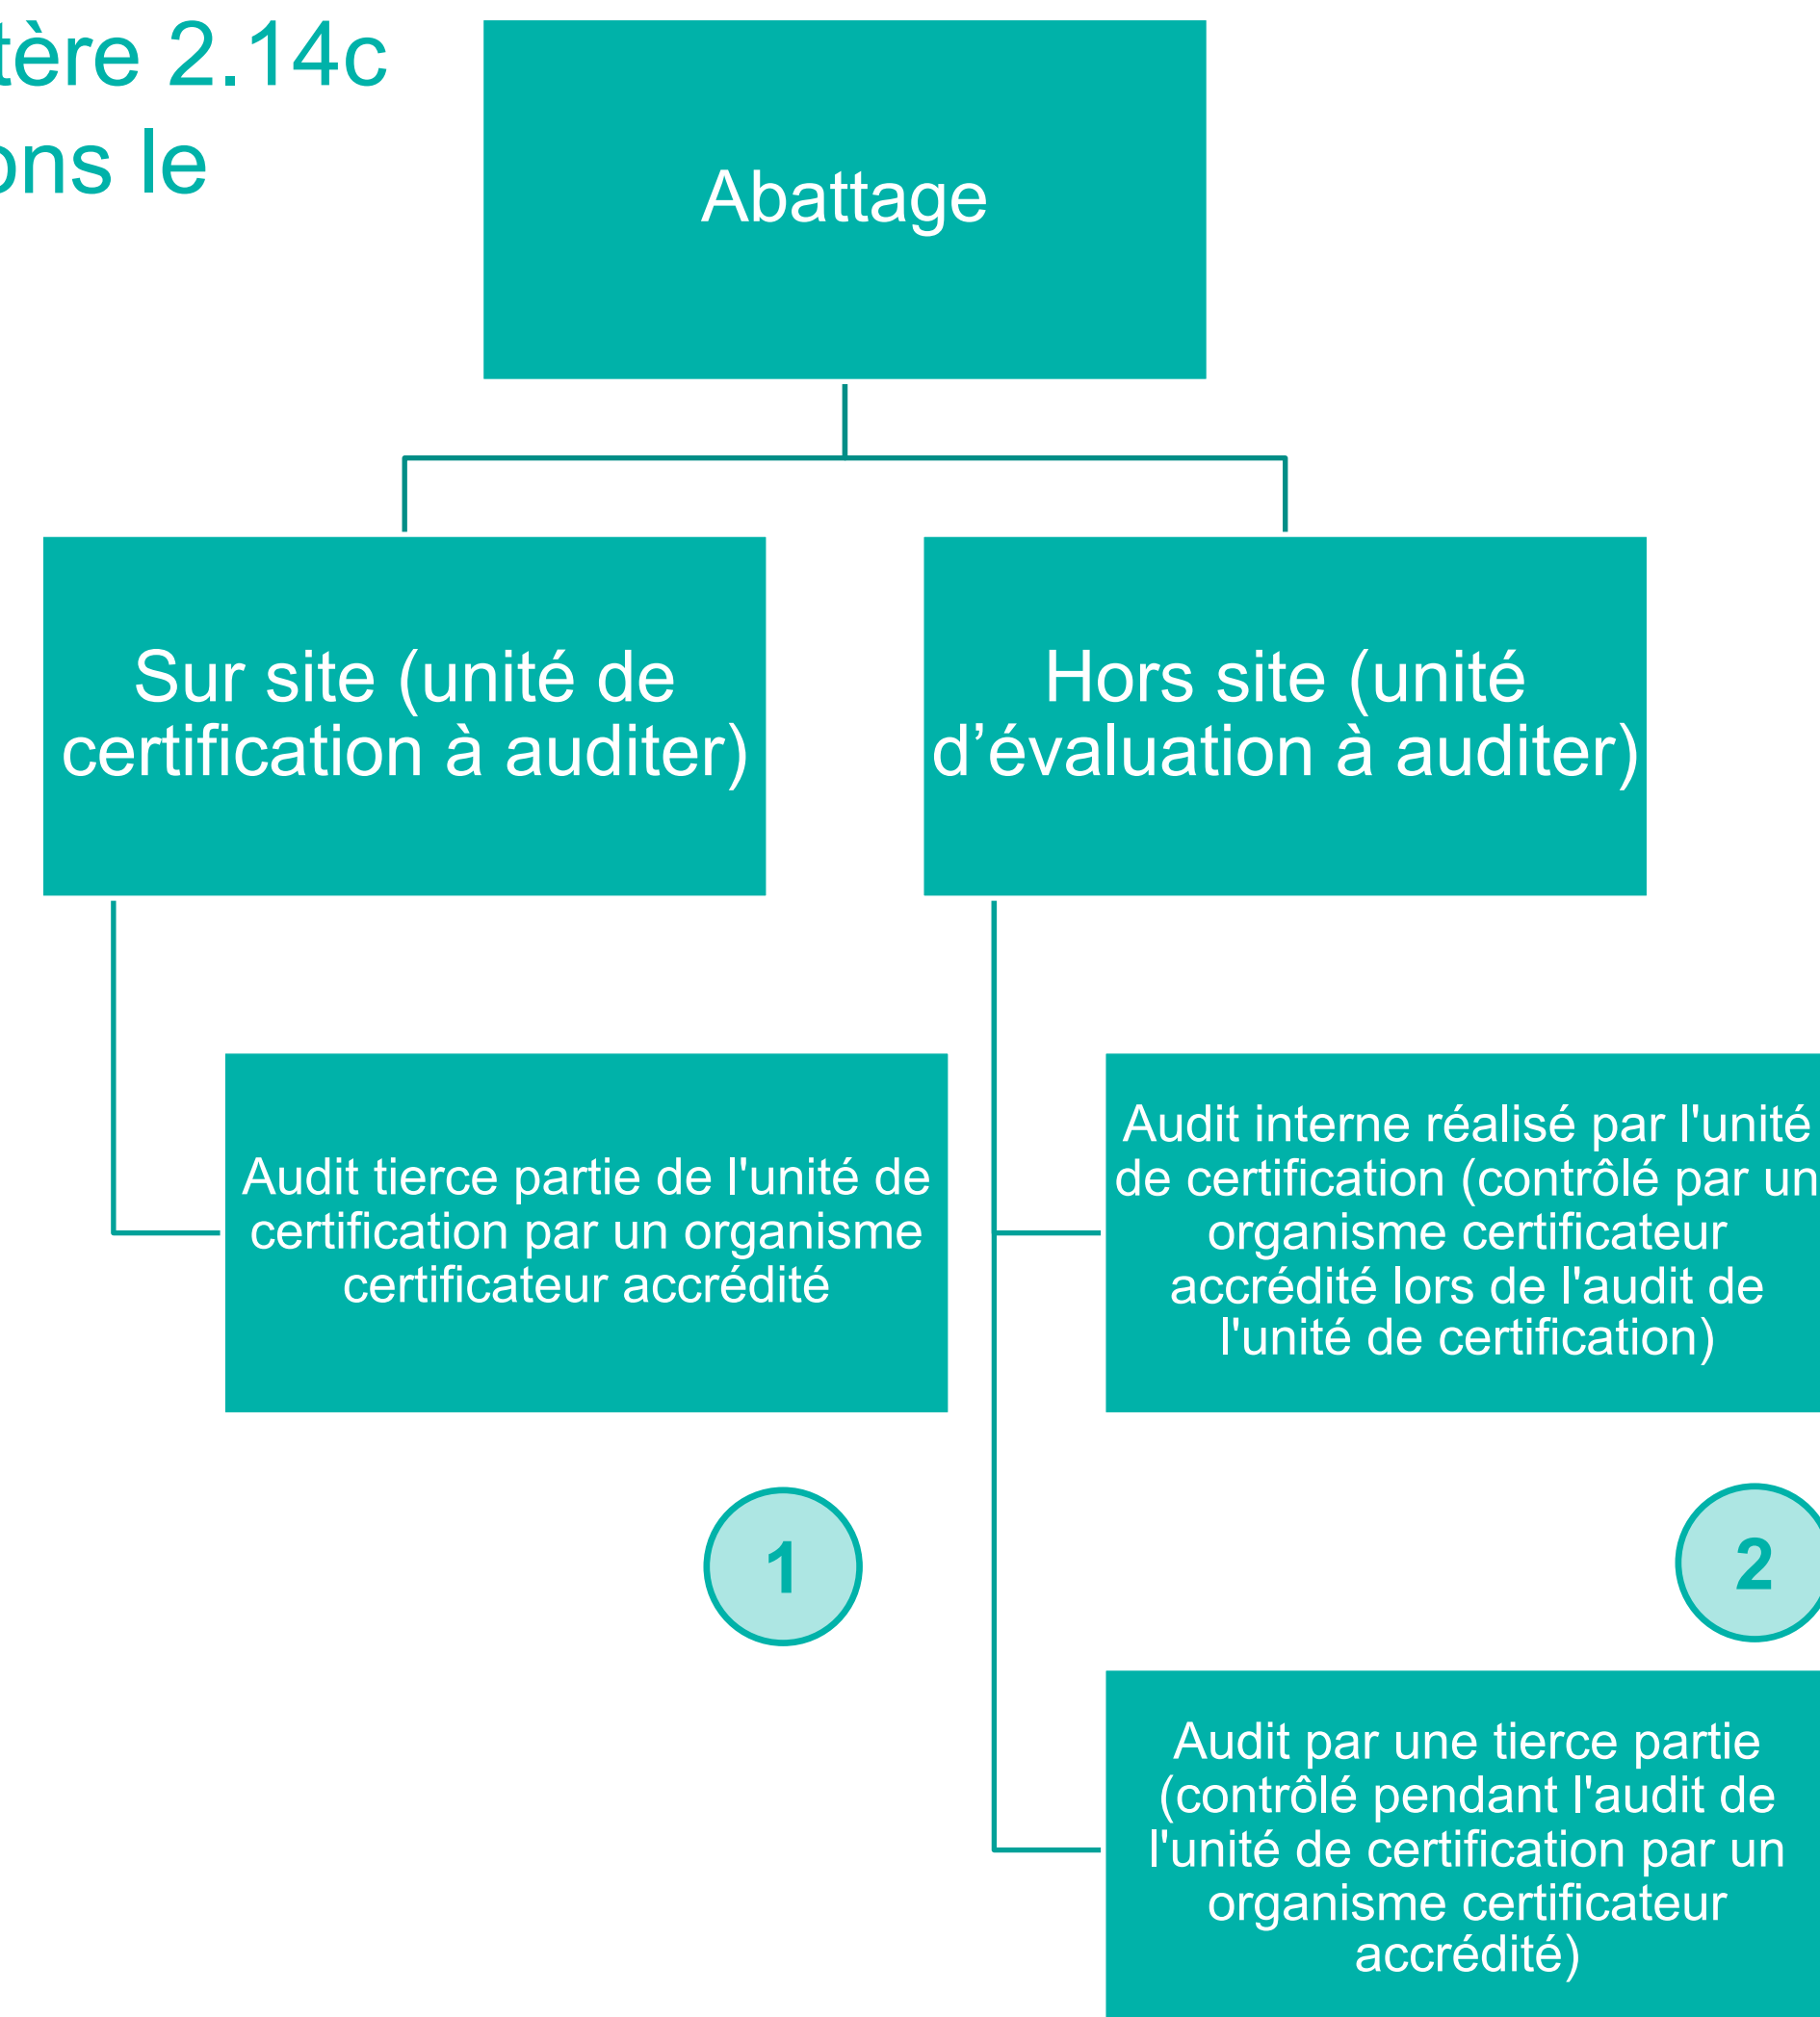 tère 2.14c
ons le
Abattage
Sur site (unité de
certification à auditer)
Hors site (unité
d’évaluation à auditer)
Audit tierce partie de l'unité de
certification par un organisme
certificateur accrédité
Audit interne réalisé par l'unité
de certification (contrôlé par un
organisme certificateur
accrédité lors de l'audit de
l'unité de certification)
1
2
Audit par une tierce partie
(contrôlé pendant l'audit de
l'unité de certification par un
organisme certificateur
accrédité)